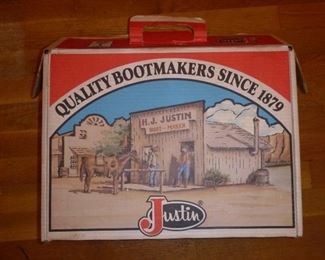 QUALITY BOOTMAKERS SINCE 1879
H.J. JUSTIN
BOOT MAKER
Justin